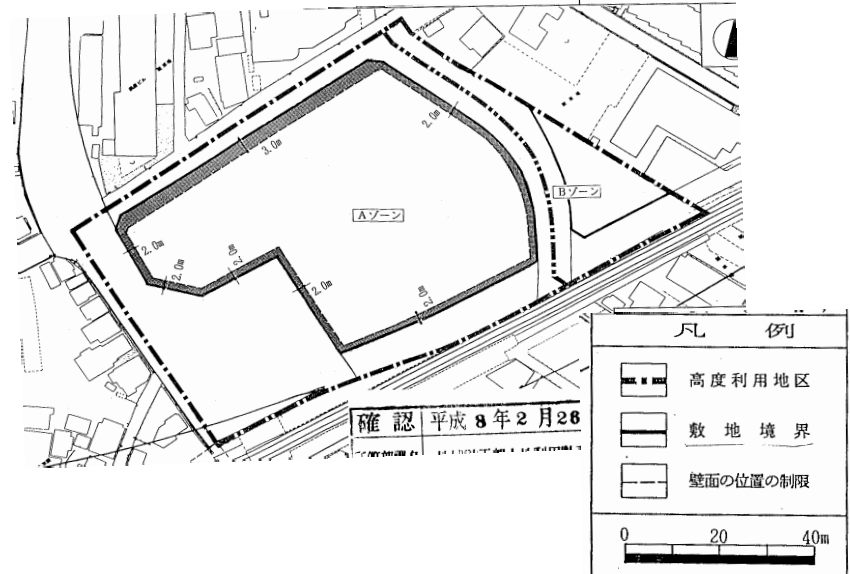 3.0m
2.0m
Bゾーン
Aゾーン
2.0m
2.0m
2.0m
2.0m
2.0m
確認 平成8年2月26
凡例
高度利用地区
敷地境界
壁面の位置の制限
0 20 40m